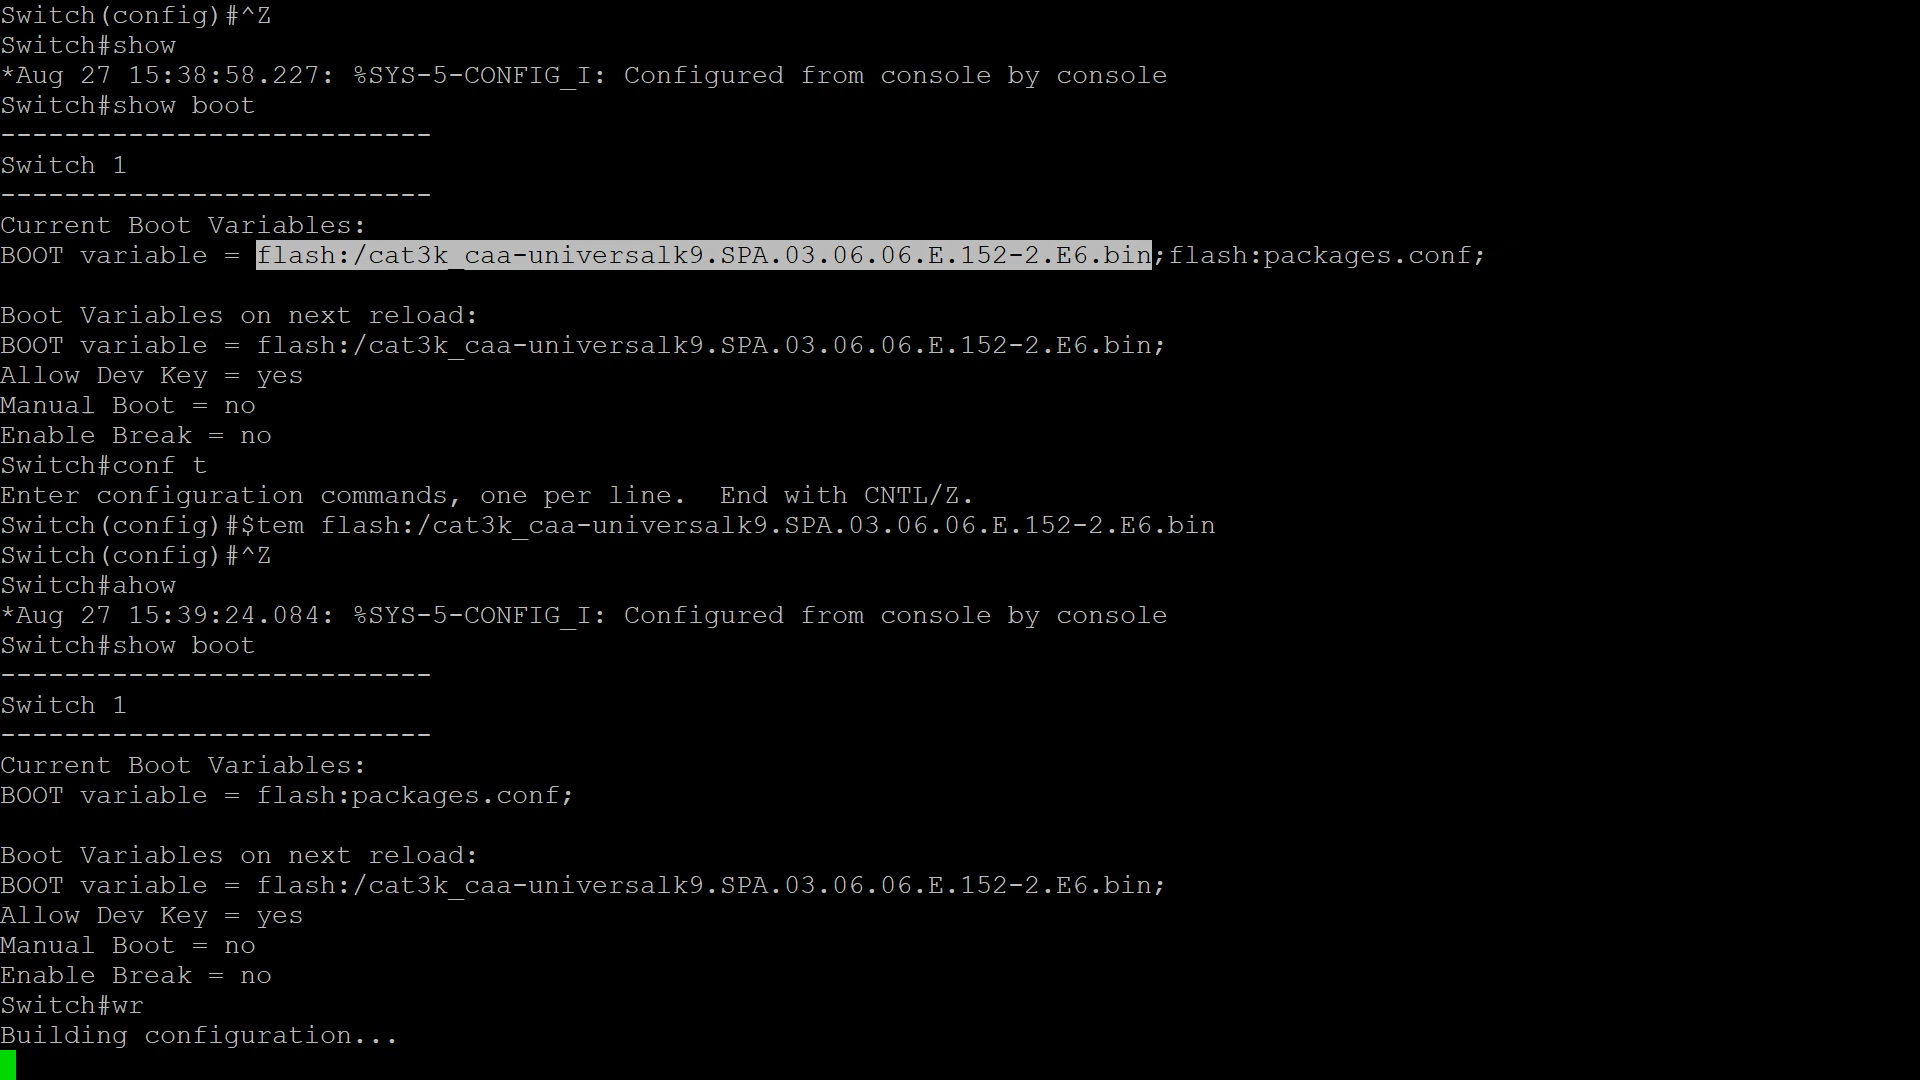 Switch(config)#^Z
Switch#show
*Aug 27 15:38:58.227: %SYS-5-CONFIG_I: Configured from console by console
Switch#show boot
---------------------------
Switch 1
---------------------------
Current Boot Variables:
BOOT variable = flash:/cat3k_caa-universalk9.SPA.03.06.06.E.152-2.E6.bin;flash:packages.conf;
Boot Variables on next reload:
BOOT variable = flash:/cat3k_caa-universalk9.SPA.03.06.06.E.152-2.E6.bin;
Allow Dev Key = yes
Manual Boot = no
Enable Break = no
Switch#conf t
Enter configuration commands, one per line.  End with CNTL/Z.
Switch(config)#$tem flash:/cat3k_caa-universalk9.SPA.03.06.06.E.152-2.E6.bin
Switch(config)#^Z
Switch#ahow
*Aug 27 15:39:24.084: %SYS-5-CONFIG_I: Configured from console by console
Switch#show boot
---------------------------
Switch 1
---------------------------
Current Boot Variables:
BOOT variable = flash:packages.conf;
Boot Variables on next reload:
BOOT variable = flash:/cat3k_caa-universalk9.SPA.03.06.06.E.152-2.E6.bin;
Allow Dev Key = yes
Manual Boot = no
Enable Break = no
Switch#wr
Building configuration...